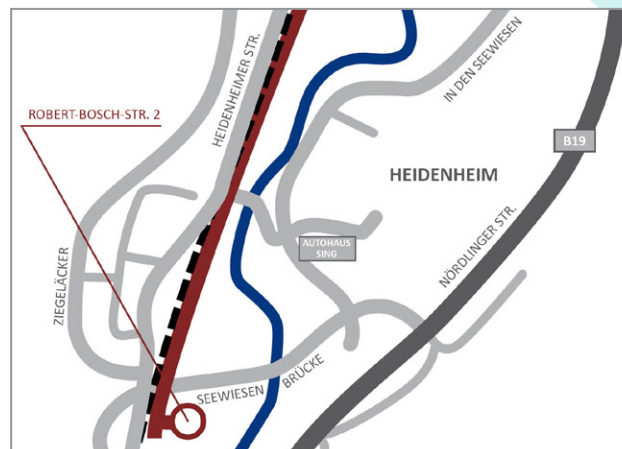 HEIDENHEIMER STR.
IN DEN SEEWIESEN
ROBERT-BOSCH-STR. 2
B19
HEIDENHEIM
NÖRDLINGER STR.
AUTOHAUS
SING
ZIEGELÄCKER
SEEWIESEN
BRÜCKE